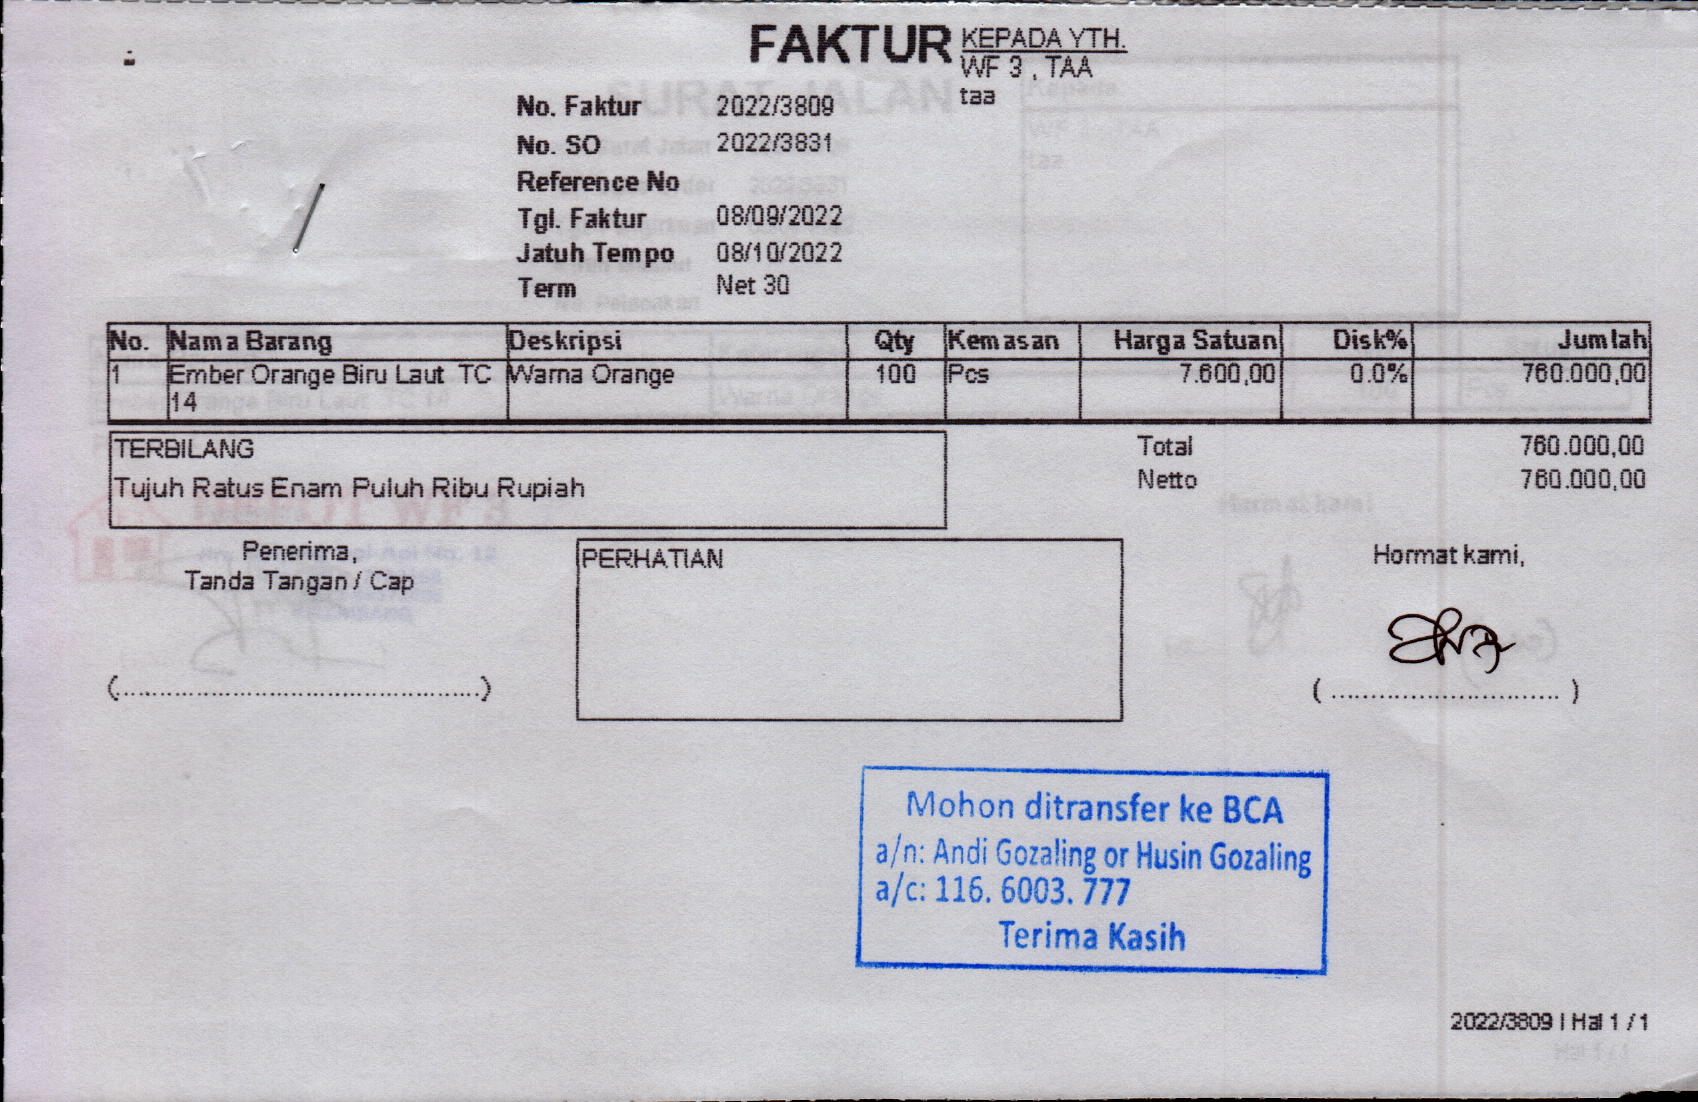 FAKTUR
KEPADA YTH.
WF 3 , TAA
taa
No. Faktur 2022/3809
No. SO 2022/3831
Reference No
Tgl. Faktur 08/09/2022
Jatuh Tempo 08/10/2022
Term Net 30
No. Nama Barang Deskripsi Qty Kemasan Harga Satuan Disk% Jumlah
1 Ember Orange Biru Laut TC Warna Orange 100 Pcs 7.600,00 0.0% 760.000,00
14
TERBILANG
Tujuh Ratus Enam Puluh Ribu Rupiah
Total 760.000,00
Netto 760.000,00
Penerima,
Tanda Tangan / Cap
(............................................)
PERHATIAN
Hormat kami,
( ............................ )
Mohon ditransfer ke BCA
a/n: Andi Gozaling or Husin Gozaling
a/c: 116. 6003. 777
Terima Kasih
2022/3809 | Hal 1 / 1